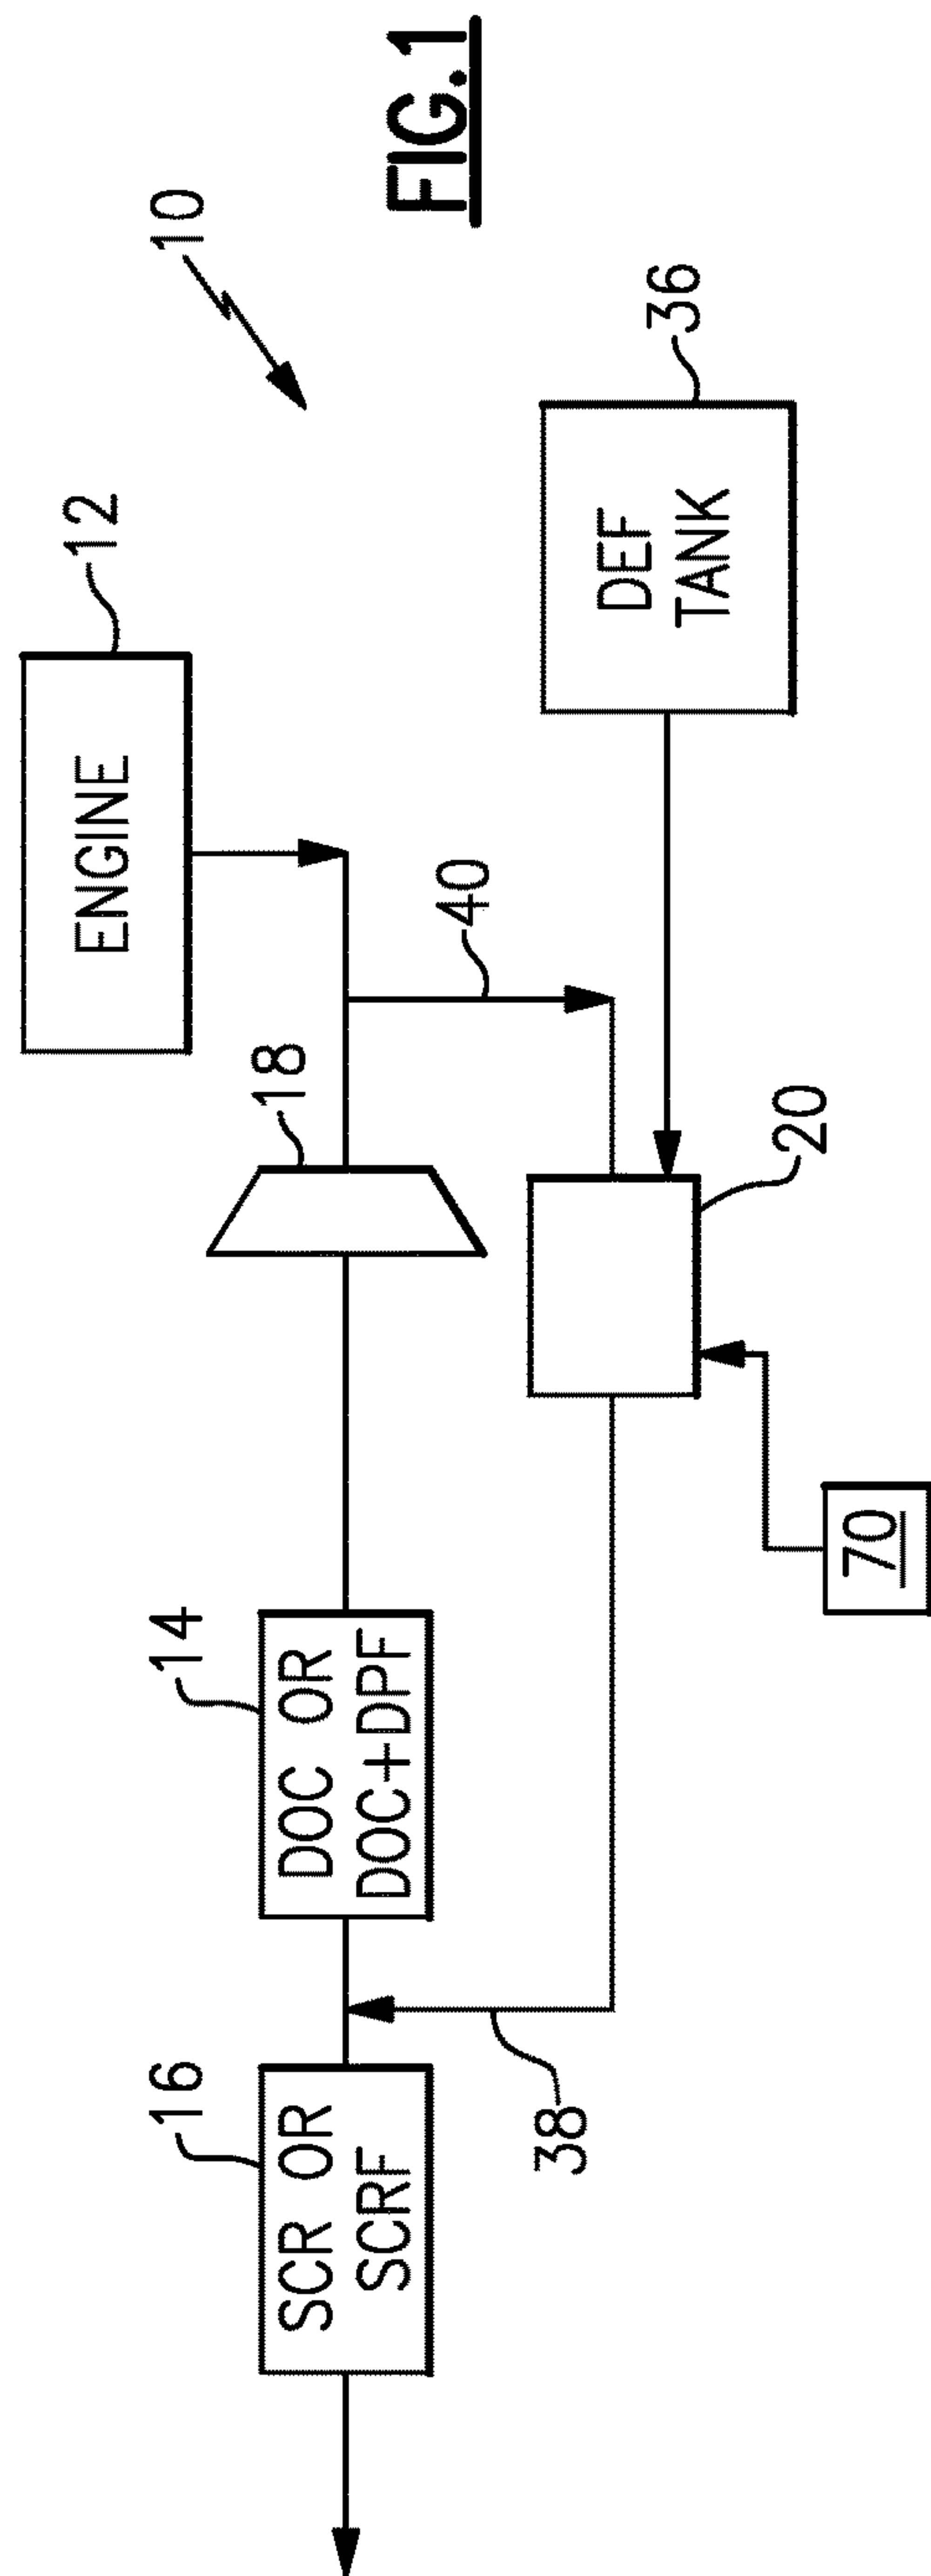 FIG. 1
10
12
ENGINE
36
DEF
TANK
40
18
20
70
14
DOC OR
DOC+DPF
16
SCR OR
SCRF
38